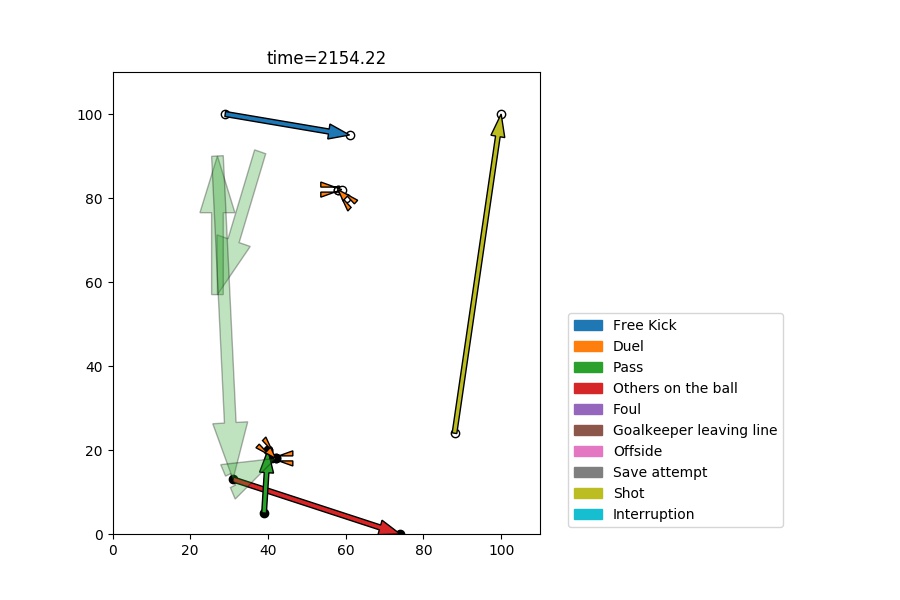 time=2154.22
100
80
60
40
20
0
0 20 40 60 80 100
Free Kick
Duel
Pass
Others on the ball
Foul
Goalkeeper leaving line
Offside
Save attempt
Shot
Interruption